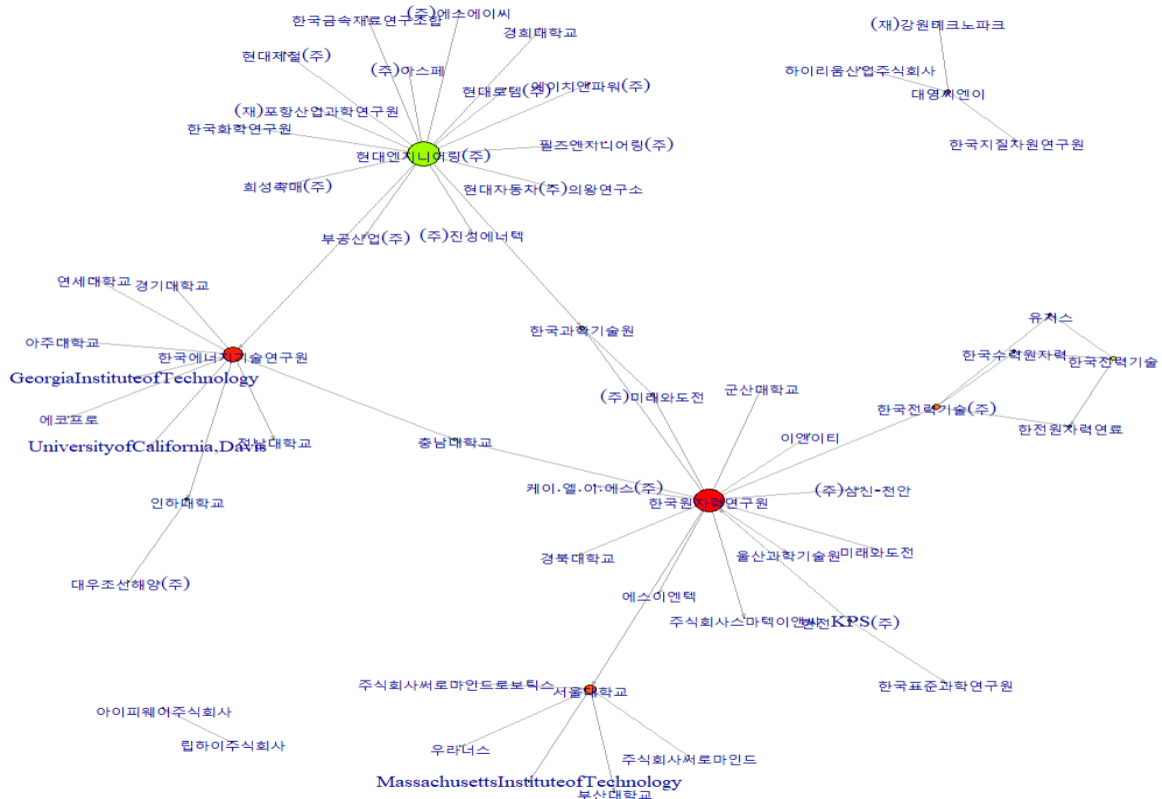 (주)에스에이씨
한국금속재료연구조합
(재)강원테크노파크
경희대학교
현대제철(주)
(주)아스페
하이리움산업주식회사
현대로템(주)
에이치앤파워(주)
대영씨엔이
(재)포항산업과학연구원
한국화학연구원
한국지질자원연구원
필즈엔지니어링(주)
현대엔지니어링(주)
희성촉매(주)
현대자동차(주)의왕연구소
부공산업(주)
(주)진성에너텍
연세대학교
경기대학교
유저스
한국과학기술원
아주대학교
한국에너지기술연구원
한국수력원자력
한국전력기술
GeorgiaInstituteofTechnology
군산대학교
(주)미래와도전
한국전력기술(주)
에코프로
한전원자력연료
UniversityofCalifornia,Davis
전남대학교
충남대학교
이앤이티
케이.엘.이.에스(주)
(주)삼신-천안
인하대학교
한국원자력연구원
경북대학교
울산과학기술원
미래와도전
대우조선해양(주)
에스이엔텍
주식회사스마텍이앤씨
한전KPS(주)
한국표준과학연구원
주식회사써로마인드로보틱스
서울대학교
아이피웨어주식회사
립하이주식회사
우라너스
주식회사써로마인드
MassachusettsInstituteofTechnology
부산대학교